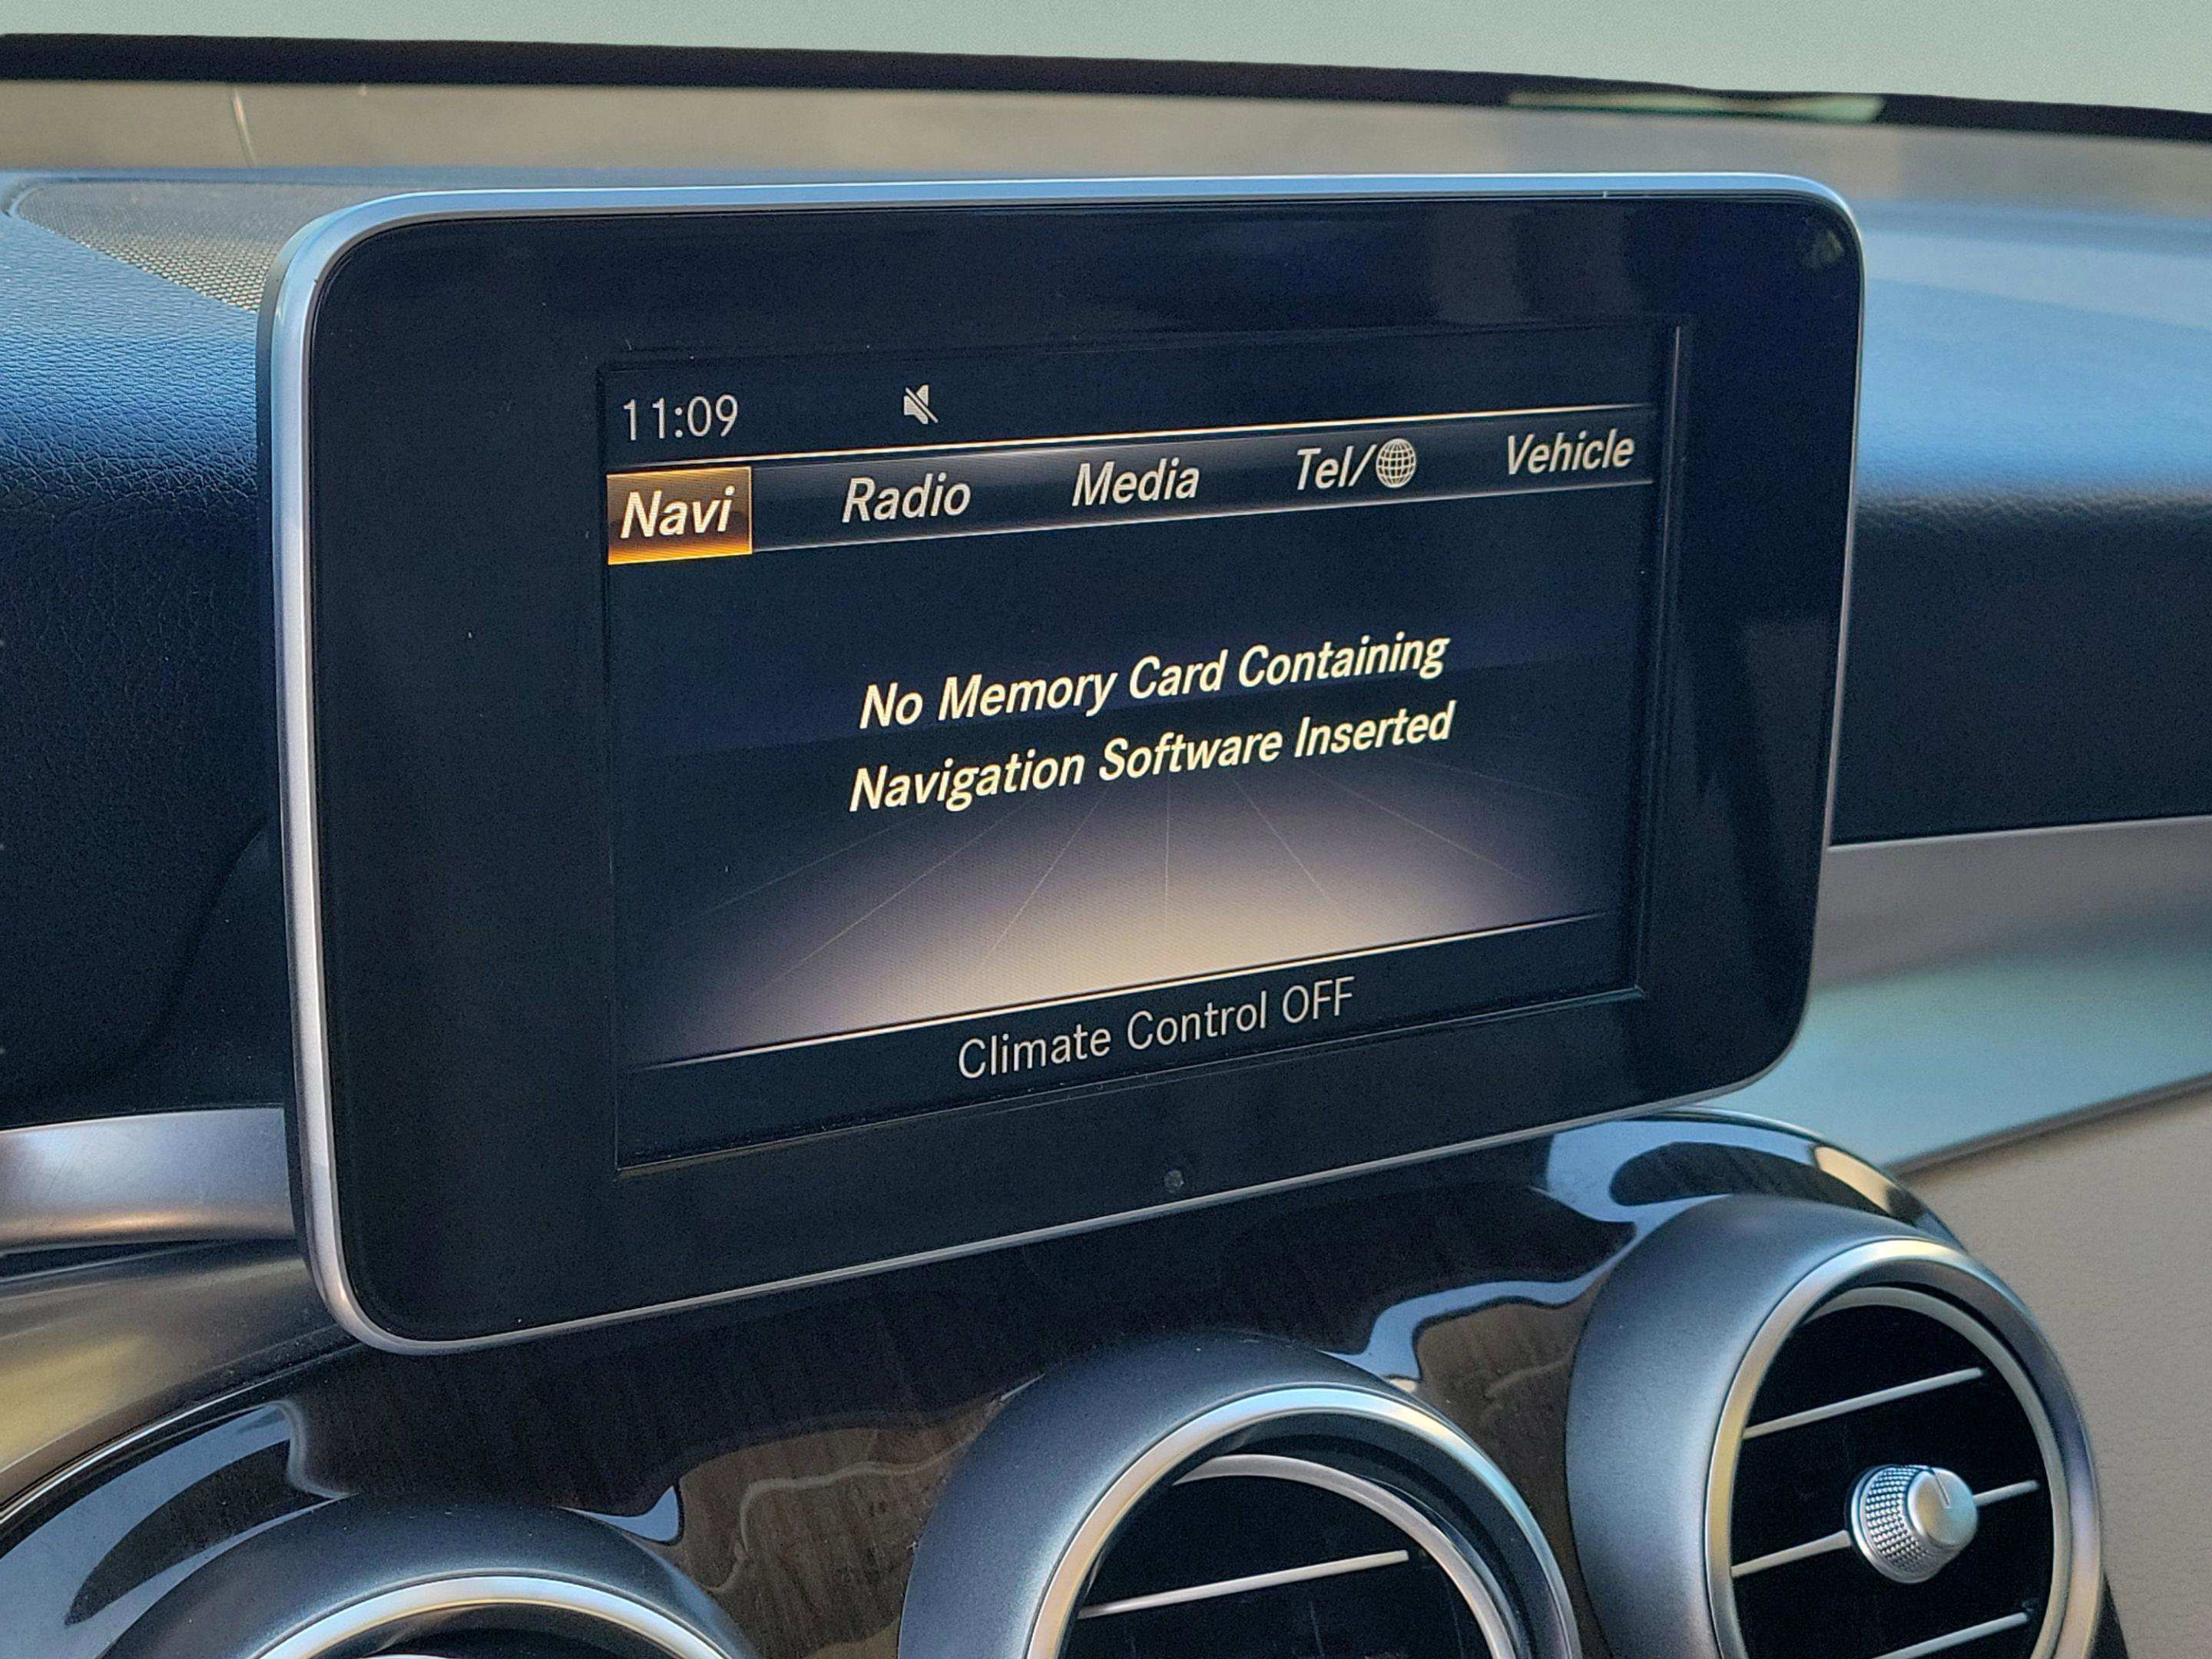 11:09
Navi Radio Media Tel/ Vehicle
No Memory Card Containing
Navigation Software Inserted
Climate Control OFF